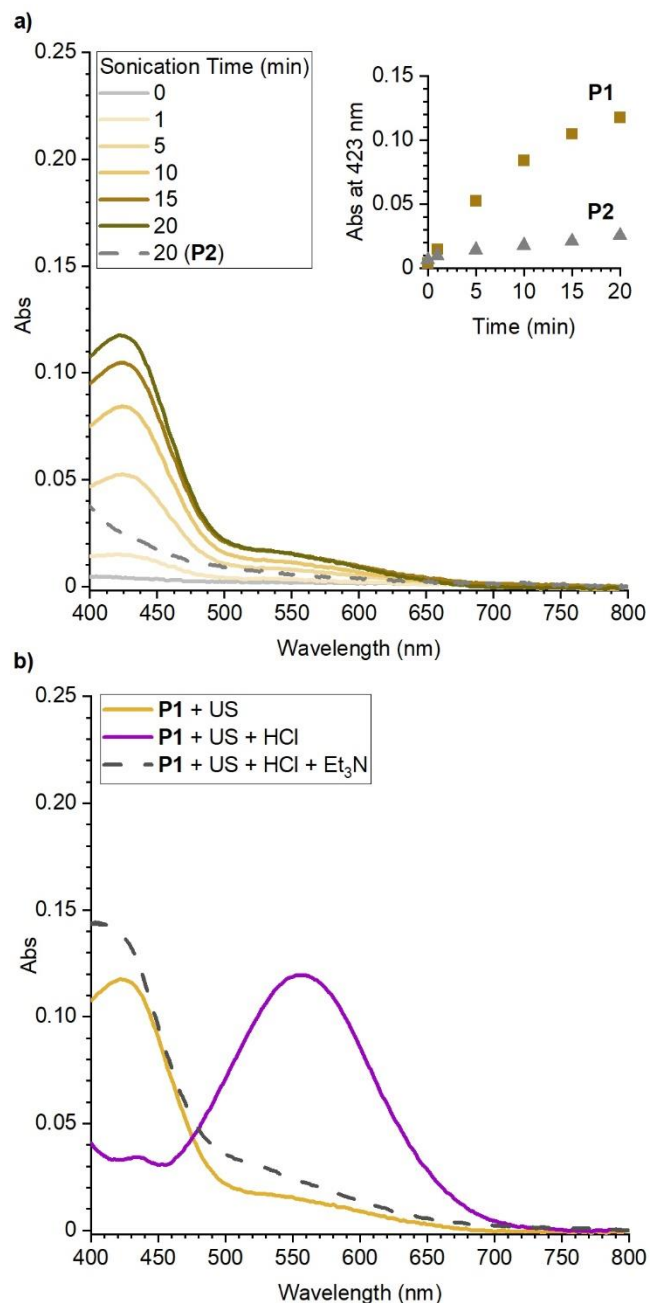 a)
0.25
0.20
0.15
0.10
0.05
0
Abs
Sonication Time (min)
0
1
5
10
15
20
20 (P2)
0.15
0.10
0.05
0
Abs at 423 nm
P1
P2
0 5 10 15 20
Time (min)
400 450 500 550 600 650 700 750 800
Wavelength (nm)
b)
0.25
0.20
0.15
0.10
0.05
0
Abs
P1 + US
P1 + US + HCl
P1 + US + HCl + Et₃N
400 450 500 550 600 650 700 750 800
Wavelength (nm)